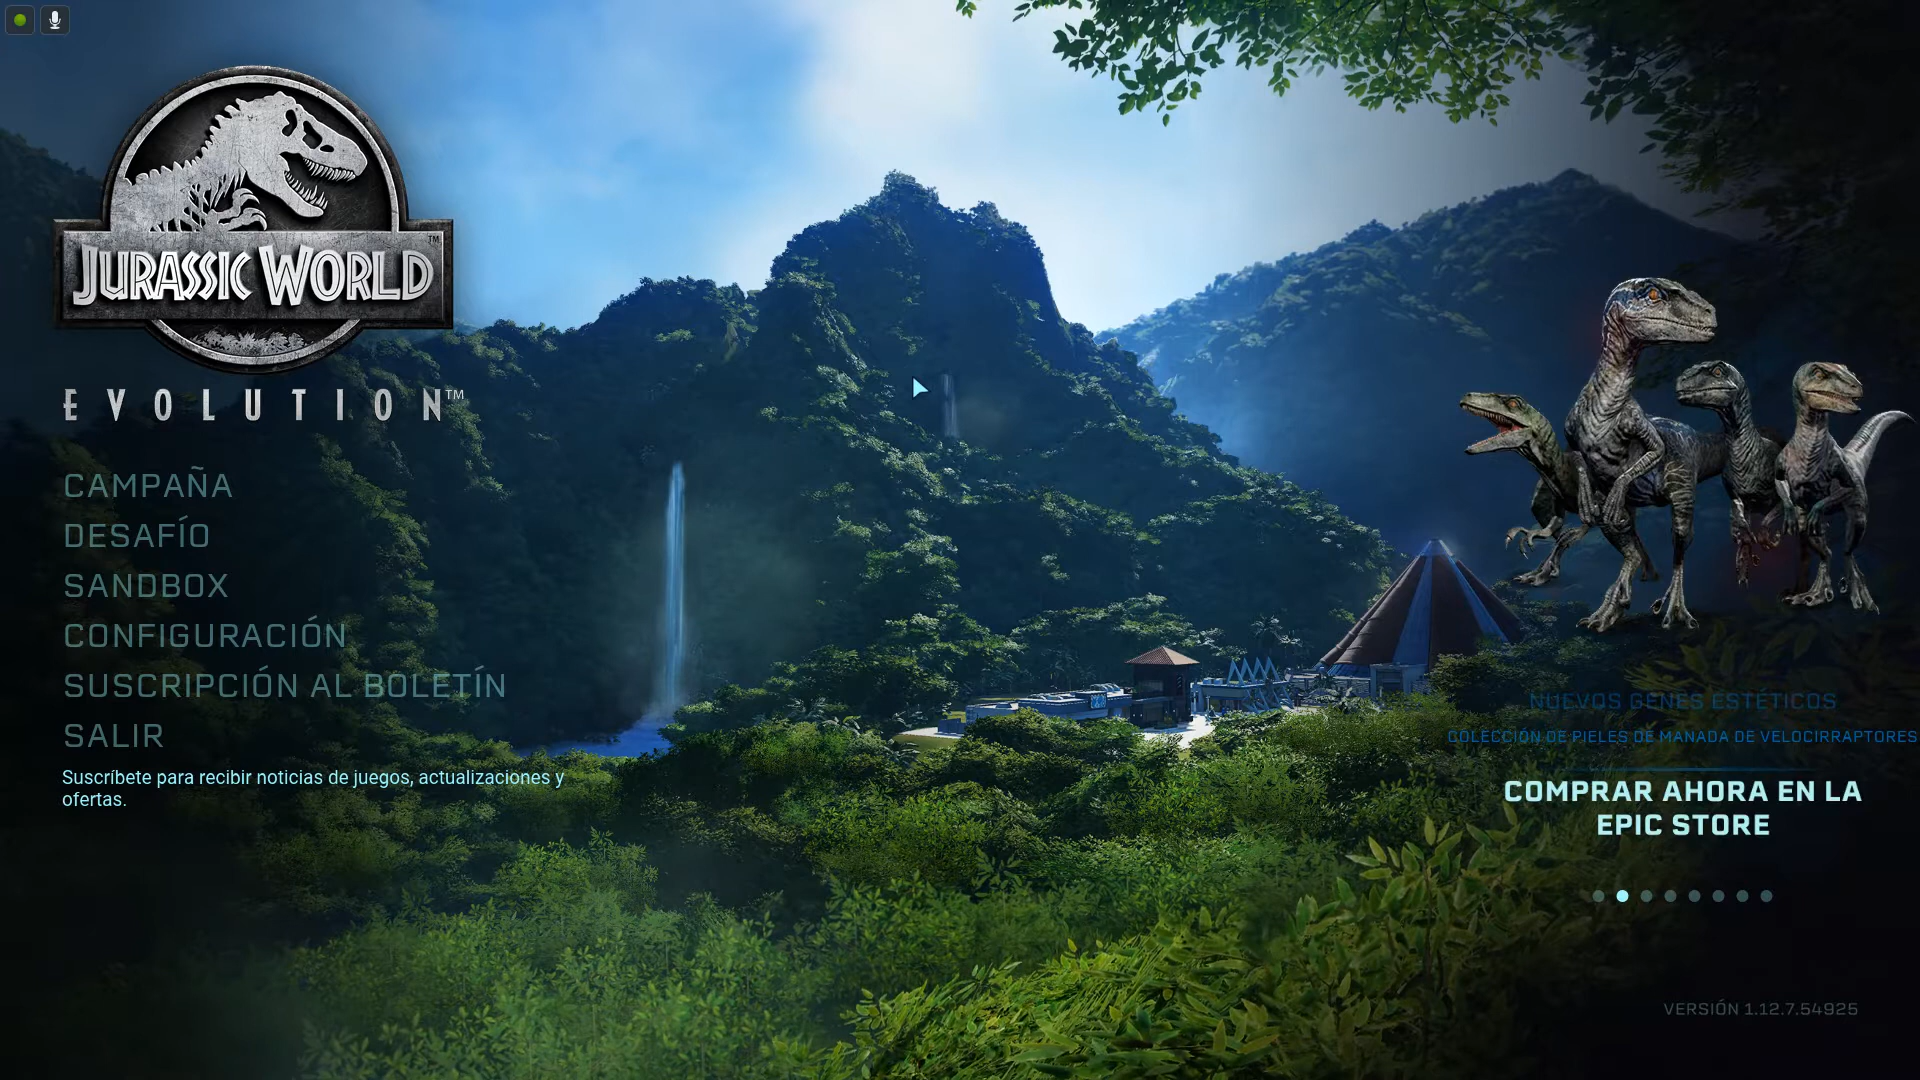 JURASSIC WORLD™
EVOLUTION™
CAMPAÑA
DESAFÍO
SANDBOX
CONFIGURACIÓN
SUSCRIPCIÓN AL BOLETÍN
SALIR
Suscríbete para recibir noticias de juegos, actualizaciones y
ofertas.
NUEVOS GENES ESTÉTICOS
COLECCIÓN DE PIELES DE MANADA DE VELOCIRRAPTORES
COMPRAR AHORA EN LA
EPIC STORE
VERSIÓN 1.12.7.54925